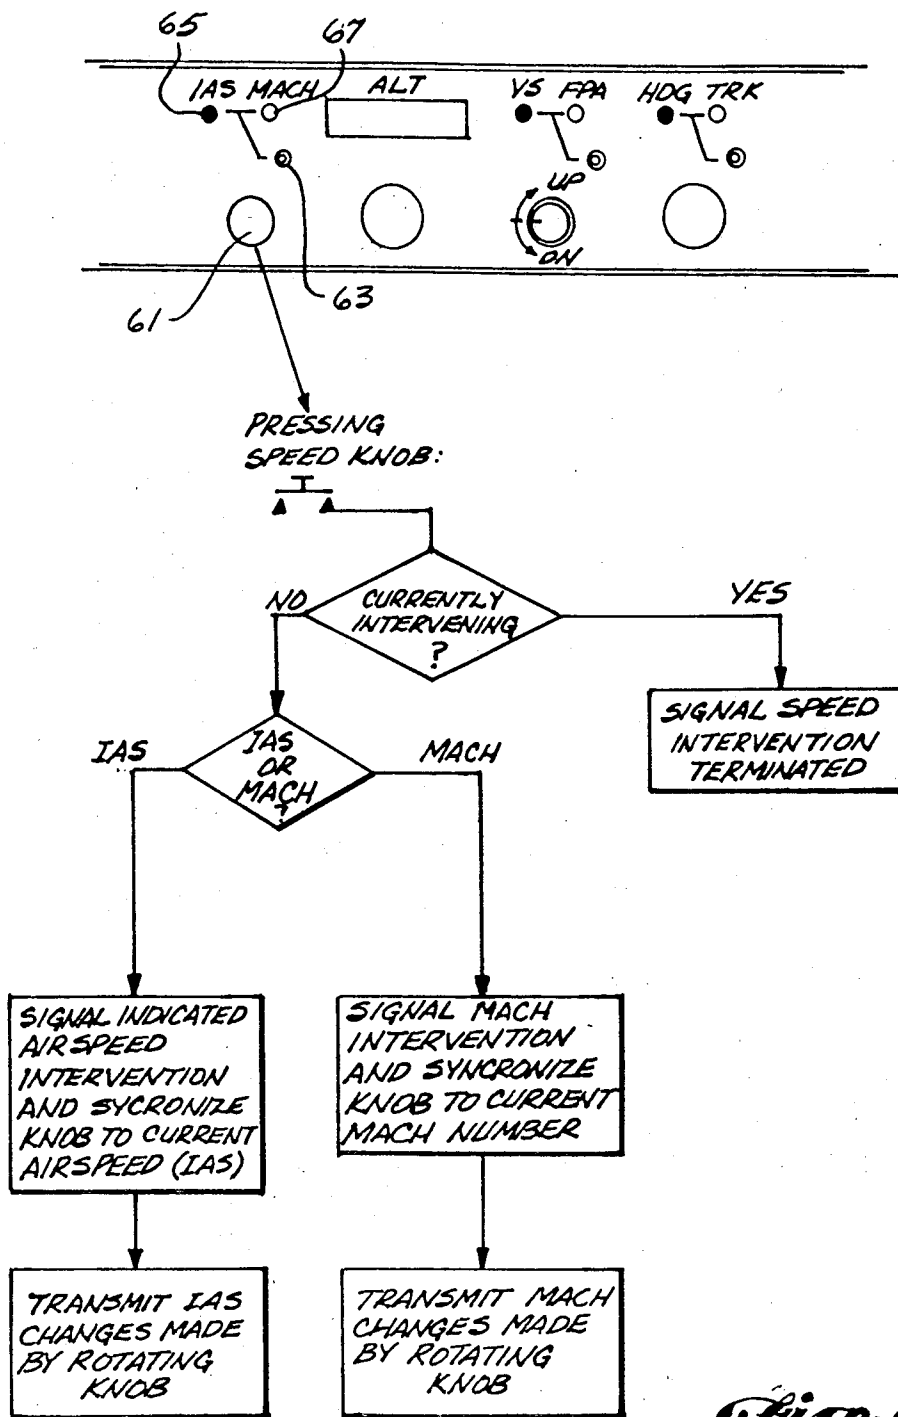 65
67
IAS MACH
ALT
VS FPA
HDG TRK
UP
ON
61
63
PRESSING
SPEED KNOB:
NO
CURRENTLY
INTERVENING
?
YES
SIGNAL SPEED
INTERVENTION
TERMINATED
IAS
IAS
OR
MACH
?
MACH
SIGNAL INDICATED
AIRSPEED
INTERVENTION
AND SYCRONIZE
KNOB TO CURRENT
AIRSPEED (IAS)
SIGNAL MACH
INTERVENTION
AND SYNCRONIZE
KNOB TO CURRENT
MACH NUMBER
TRANSMIT IAS
CHANGES MADE
BY ROTATING
KNOB
TRANSMIT MACH
CHANGES MADE
BY ROTATING
KNOB